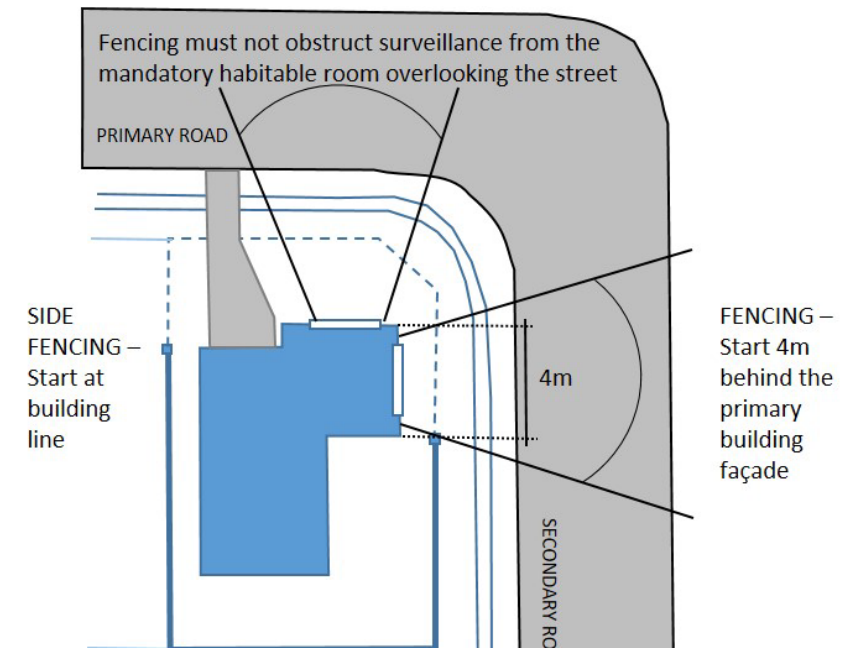 Fencing must not obstruct surveillance from the
mandatory habitable room overlooking the street
PRIMARY ROAD
SIDE
FENCING –
Start at
building
line
4m
FENCING –
Start 4m
behind the
primary
building
façade
SECONDARY RO